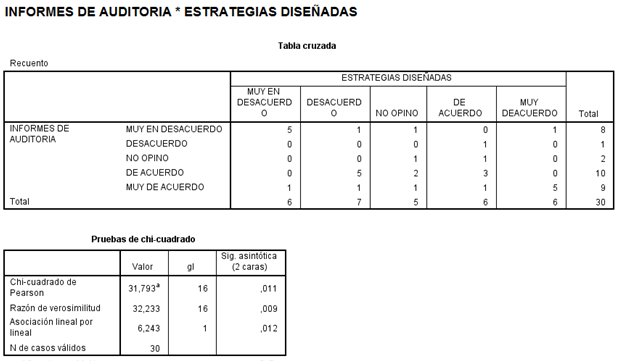 INFORMES DE AUDITORIA * ESTRATEGIAS DISEÑADAS
Tabla cruzada
Recuento
ESTRATEGIAS DISEÑADAS
MUY EN DESACUERDO DESACUERDO NO OPINO DE ACUERDO MUY DEACUERDO Total
INFORMES DE AUDITORIA MUY EN DESACUERDO 5 1 1 0 1 8
DESACUERDO 0 0 0 1 0 1
NO OPINO 0 0 1 1 0 2
DE ACUERDO 0 5 2 3 0 10
MUY DE ACUERDO 1 1 1 1 5 9
Total 6 7 5 6 6 30
Pruebas de chi-cuadrado
Valor gl Sig. asintótica (2 caras)
Chi-cuadrado de Pearson 31,793a 16 ,011
Razón de verosimilitud 32,233 16 ,009
Asociación lineal por lineal 6,243 1 ,012
N de casos válidos 30